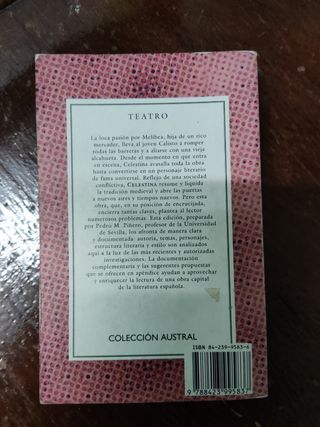 TEATRO
La loca pasión por Melibea, hija de un rico
mercader, lleva al joven Calisto a romper
todas las barreras y a aliarse con una vieja
alcahueta. Desde el momento en que entra
en escena, Celestina avasalla toda la obra
hasta convertirse en un personaje literario
de fama universal. Reflejo de una sociedad
conflictiva, CELESTINA resume y liquida
la tradición medieval y abre las puertas
a nuevos aires y tiempos nuevos. Pero esta
obra, que, en su posición de encrucijada,
encierra tantas claves, plantea al lector
numerosos problemas. Esta edición, preparada
por Pedro M. Piñero, profesor de la Universidad
de Sevilla, los afronta de manera clara
y documentada: autoría, temas, personajes,
estructura literaria y estilo son analizados
aquí a la luz de las más recientes y autorizadas
investigaciones. La documentación
complementaria y las sugerentes propuestas
que se ofrecen en apéndice ayudan a aprovechar
y enriquecer la lectura de una obra capital
de la literatura española.
COLECCIÓN AUSTRAL
ISBN 84-239-9583-6
9 788423 995837